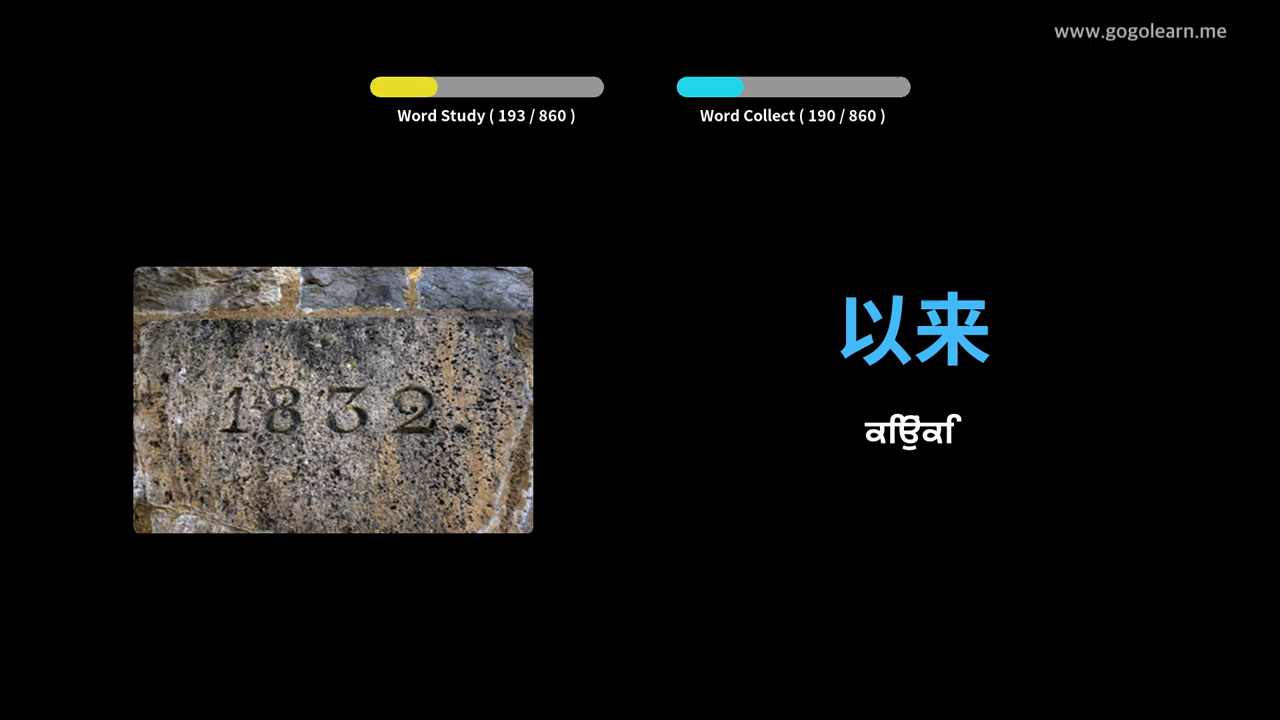 www.gogolearn.me
Word Study ( 193 / 860 )
Word Collect ( 190 / 860 )
1832.
以来
ਕਉਂਕਿ